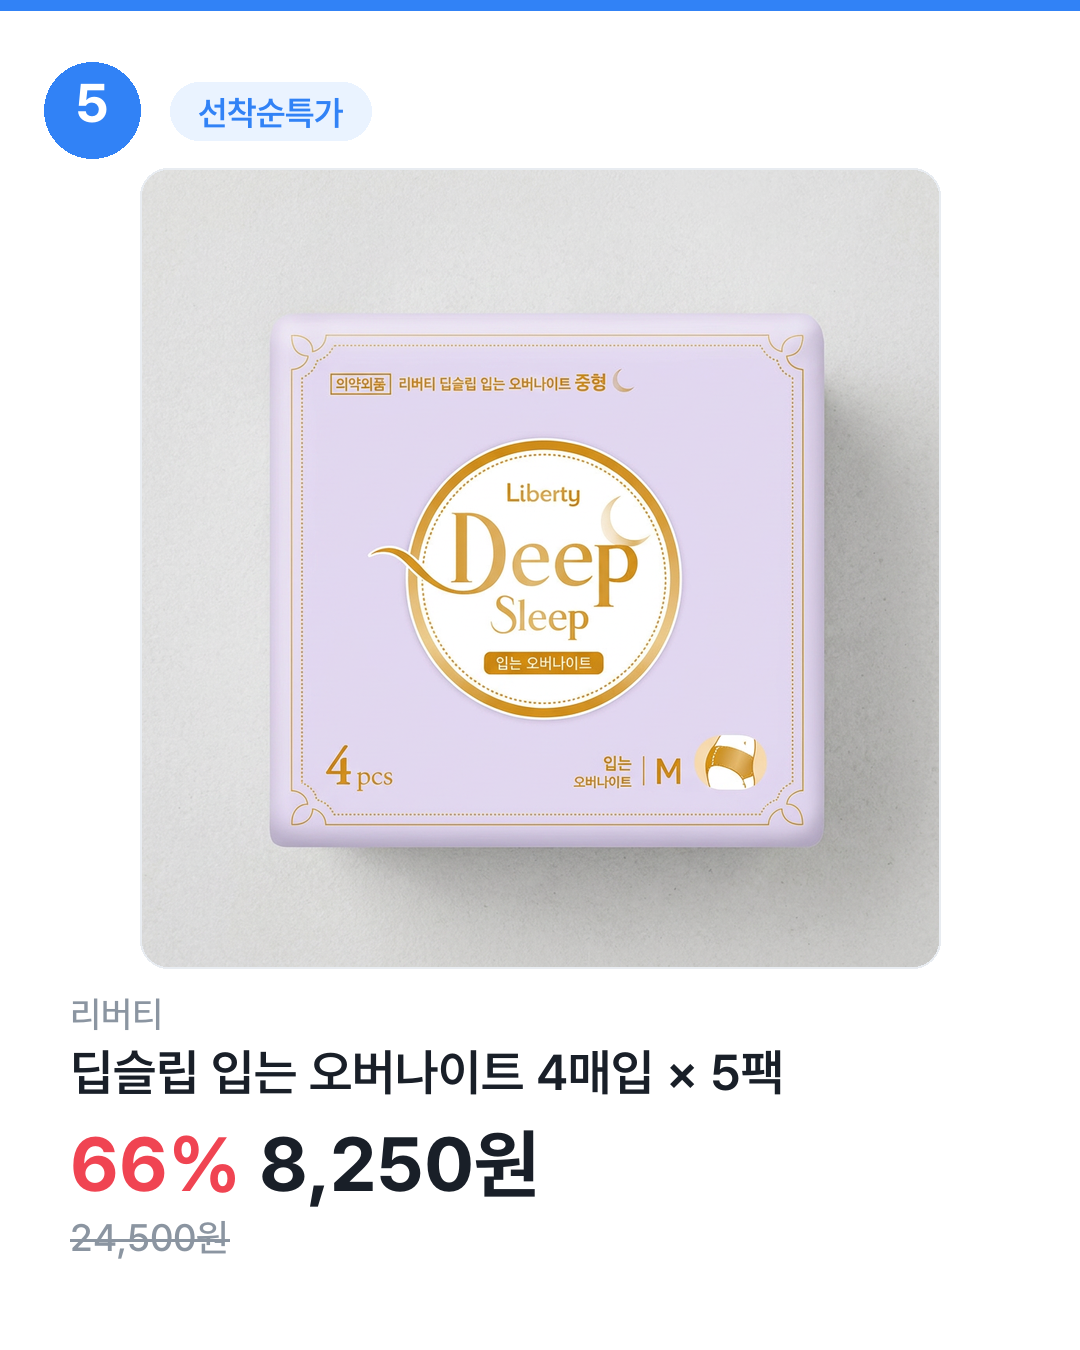 5
선착순특가
의약외품 리버티 딥슬립 입는 오버나이트 중형
Liberty
Deep
Sleep
입는 오버나이트
4 pcs
입는
오버나이트
M
리버티
딥슬립 입는 오버나이트 4매입 × 5팩
66% 8,250원
24,500원